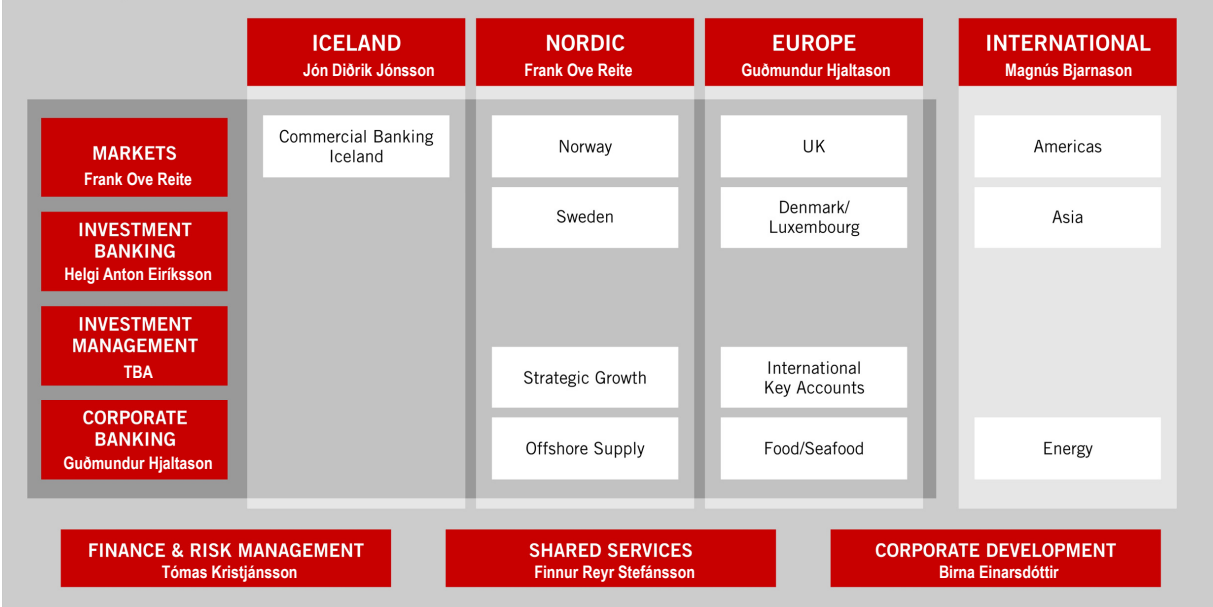 ICELAND
Jón Diðrik Jónsson
NORDIC
Frank Ove Reite
EUROPE
Guðmundur Hjaltason
INTERNATIONAL
Magnús Bjarnason
MARKETS
Frank Ove Reite
INVESTMENT
BANKING
Helgi Anton Eiríksson
INVESTMENT
MANAGEMENT
TBA
CORPORATE
BANKING
Guðmundur Hjaltason
Commercial Banking
Iceland
Norway
Sweden
Strategic Growth
Offshore Supply
UK
Denmark/
Luxembourg
International
Key Accounts
Food/Seafood
Americas
Asia
Energy
FINANCE & RISK MANAGEMENT
Tómas Kristjánsson
SHARED SERVICES
Finnur Reyr Stefánsson
CORPORATE DEVELOPMENT
Birna Einarsdóttir